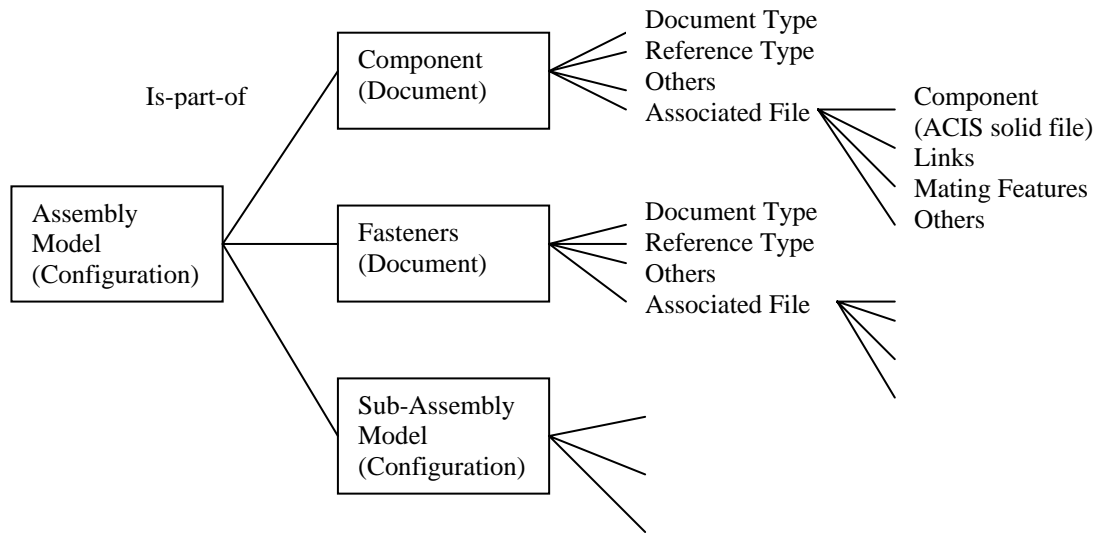 Is-part-of
Assembly
Model
(Configuration)
Component
(Document)
Document Type
Reference Type
Others
Associated File
Component
(ACIS solid file)
Links
Mating Features
Others
Fasteners
(Document)
Document Type
Reference Type
Others
Associated File
Sub-Assembly
Model
(Configuration)